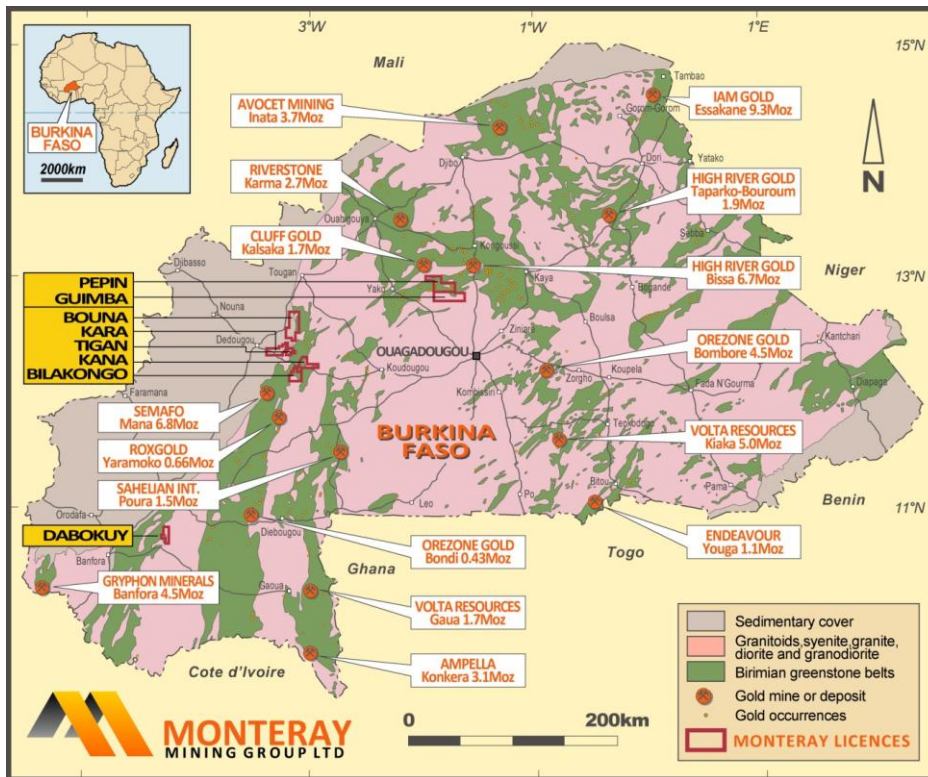 3°W
1°W
1°E
15°N
Mali
Tambao
AVOCET MINING
Inata 3.7Moz
IAM GOLD
Essakane 9.3Moz
Gorom-Gorom
BURKINA
FASO
2000km
N
Djibo
Dori
Yatako
RIVERSTONE
Karma 2.7Moz
HIGH RIVER GOLD
Taparko-Bouroum
1.9Moz
Ouahigouya
Sebba
CLUFF GOLD
Kalsaka 1.7Moz
Kongoussi
HIGH RIVER GOLD
Bissa 6.7Moz
Niger
Djibasso
Tougan
Kaya
13°N
PEPIN
GUIMBA
Yako
Bogande
BOUNA
KARA
TIGAN
KANA
BILAKONGO
Nouna
Dedougou
Ziniare
Boulsa
Kantchari
OUAGADOUGOU
OREZONE GOLD
Bombore 4.5Moz
Koudougou
Zorgho
Koupela
Kombissiri
Fada N'Gourma
Diapaga
Faramana
SEMAFO
Mana 6.8Moz
BURKINA
FASO
Tenkodogo
VOLTA RESOURCES
Kiaka 5.0Moz
ROXGOLD
Yaramoko 0.66Moz
SAHELIAN INT.
Poura 1.5Moz
Bitou
Pama
Leo
Po
Benin
Orodafa
11°N
DABOKUY
Diebougou
Banfora
OREZONE GOLD
Bondi 0.43Moz
ENDEAVOUR
Youga 1.1Moz
Togo
Ghana
GRYPHON MINERALS
Banfora 4.5Moz
Gaoua
VOLTA RESOURCES
Gaua 1.7Moz
AMPELLA
Konkera 3.1Moz
Cote d'Ivoire
Sedimentary cover
Granitoids,syenite,granite,
diorite and granodiorite
Birimian greenstone belts
Gold mine or deposit
Gold occurrences
MONTERAY LICENCES
0 200km
MONTERAY
MINING GROUP LTD